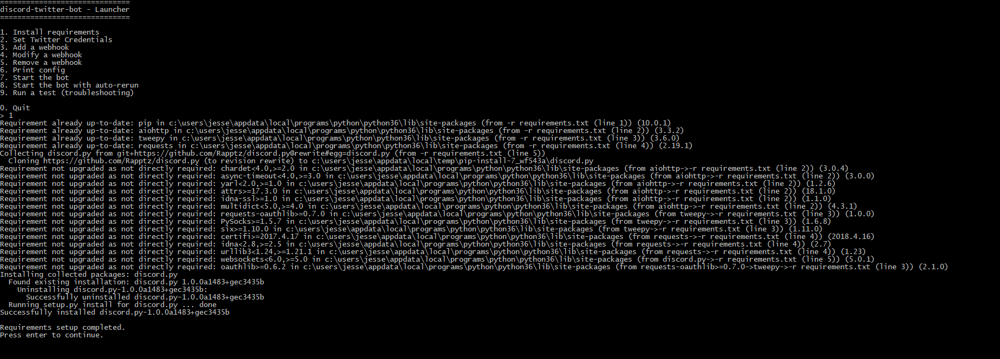 ==============================
discord-twitter-bot - Launcher
==============================
1. Install requirements
2. Set Twitter Credentials
3. Add a webhook
4. Modify a webhook
5. Remove a webhook
6. Print config
7. Start the bot
8. Start the bot with auto-rerun
9. Run a test (troubleshooting)
0. Quit
> 1
Requirement already up-to-date: pip in c:\users\jesse\appdata\local\programs\python\python36\lib\site-packages (from -r requirements.txt (line 1)) (10.0.1)
Requirement already up-to-date: aiohttp in c:\users\jesse\appdata\local\programs\python\python36\lib\site-packages (from -r requirements.txt (line 2)) (3.3.2)
Requirement already up-to-date: tweepy in c:\users\jesse\appdata\local\programs\python\python36\lib\site-packages (from -r requirements.txt (line 3)) (3.6.0)
Requirement already up-to-date: requests in c:\users\jesse\appdata\local\programs\python\python36\lib\site-packages (from -r requirements.txt (line 4)) (2.19.1)
Collecting discord.py from git+https://github.com/Rapptz/discord.py@rewrite#egg=discord.py (from -r requirements.txt (line 5))
  Cloning https://github.com/Rapptz/discord.py (to revision rewrite) to c:\users\jesse\appdata\local\temp\pip-install-7_wf543a\discord.py
Requirement not upgraded as not directly required: chardet<4.0,>=2.0 in c:\users\jesse\appdata\local\programs\python\python36\lib\site-packages (from aiohttp->-r requirements.txt (line 2)) (3.0.4)
Requirement not upgraded as not directly required: async-timeout<4.0,>=3.0 in c:\users\jesse\appdata\local\programs\python\python36\lib\site-packages (from aiohttp->-r requirements.txt (line 2)) (3.0.0)
Requirement not upgraded as not directly required: yarl<2.0,>=1.0 in c:\users\jesse\appdata\local\programs\python\python36\lib\site-packages (from aiohttp->-r requirements.txt (line 2)) (1.2.6)
Requirement not upgraded as not directly required: attrs>=17.3.0 in c:\users\jesse\appdata\local\programs\python\python36\lib\site-packages (from aiohttp->-r requirements.txt (line 2)) (18.1.0)
Requirement not upgraded as not directly required: idna-ssl>=1.0 in c:\users\jesse\appdata\local\programs\python\python36\lib\site-packages (from aiohttp->-r requirements.txt (line 2)) (1.1.0)
Requirement not upgraded as not directly required: multidict<5.0,>=4.0 in c:\users\jesse\appdata\local\programs\python\python36\lib\site-packages (from aiohttp->-r requirements.txt (line 2)) (4.3.1)
Requirement not upgraded as not directly required: requests-oauthlib>=0.7.0 in c:\users\jesse\appdata\local\programs\python\python36\lib\site-packages (from tweepy->-r requirements.txt (line 3)) (1.0.0)
Requirement not upgraded as not directly required: PySocks>=1.5.7 in c:\users\jesse\appdata\local\programs\python\python36\lib\site-packages (from tweepy->-r requirements.txt (line 3)) (1.6.8)
Requirement not upgraded as not directly required: six>=1.10.0 in c:\users\jesse\appdata\local\programs\python\python36\lib\site-packages (from tweepy->-r requirements.txt (line 3)) (1.11.0)
Requirement not upgraded as not directly required: certifi>=2017.4.17 in c:\users\jesse\appdata\local\programs\python\python36\lib\site-packages (from requests->-r requirements.txt (line 4)) (2018.4.16)
Requirement not upgraded as not directly required: idna<2.8,>=2.5 in c:\users\jesse\appdata\local\programs\python\python36\lib\site-packages (from requests->-r requirements.txt (line 4)) (2.7)
Requirement not upgraded as not directly required: urllib3<1.24,>=1.21.1 in c:\users\jesse\appdata\local\programs\python\python36\lib\site-packages (from requests->-r requirements.txt (line 4)) (1.23)
Requirement not upgraded as not directly required: websockets<6.0,>=5.0 in c:\users\jesse\appdata\local\programs\python\python36\lib\site-packages (from discord.py->-r requirements.txt (line 5)) (5.0.1)
Requirement not upgraded as not directly required: oauthlib>=0.6.2 in c:\users\jesse\appdata\local\programs\python\python36\lib\site-packages (from requests-oauthlib>=0.7.0->tweepy->-r requirements.txt (line 3)) (2.1.0)
Installing collected packages: discord.py
  Found existing installation: discord.py 1.0.0a1483+gec3435b
    Uninstalling discord.py-1.0.0a1483+gec3435b:
      Successfully uninstalled discord.py-1.0.0a1483+gec3435b
  Running setup.py install for discord.py ... done
Successfully installed discord.py-1.0.0a1483+gec3435b
Requirements setup completed.
Press enter to continue.